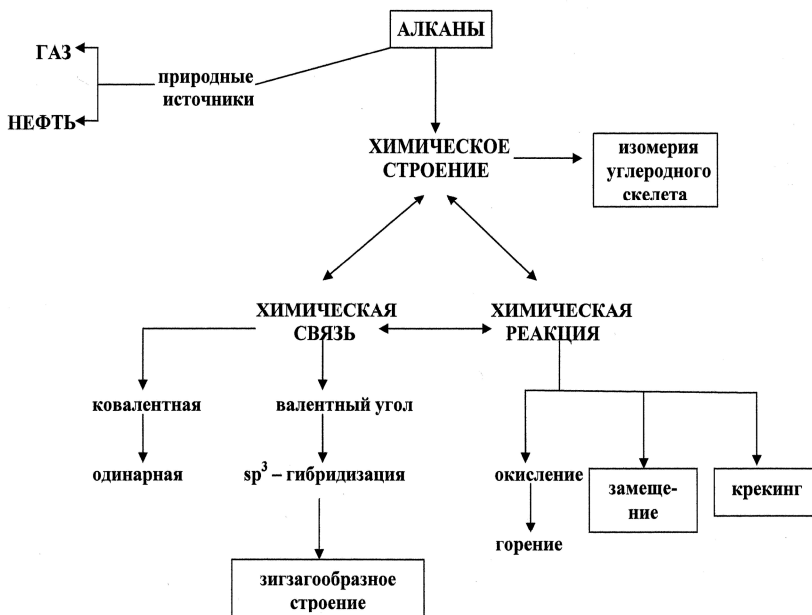 АЛКАНЫ
ГАЗ
природные
источники
НЕФТЬ
ХИМИЧЕСКОЕ
СТРОЕНИЕ
изомерия
углеродного
скелета
ХИМИЧЕСКАЯ
СВЯЗЬ
ХИМИЧЕСКАЯ
РЕАКЦИЯ
ковалентная
валентный угол
одинарная
sp³ – гибридизация
окисление
замеще-
ние
крекинг
горение
зигзагообразное
строение